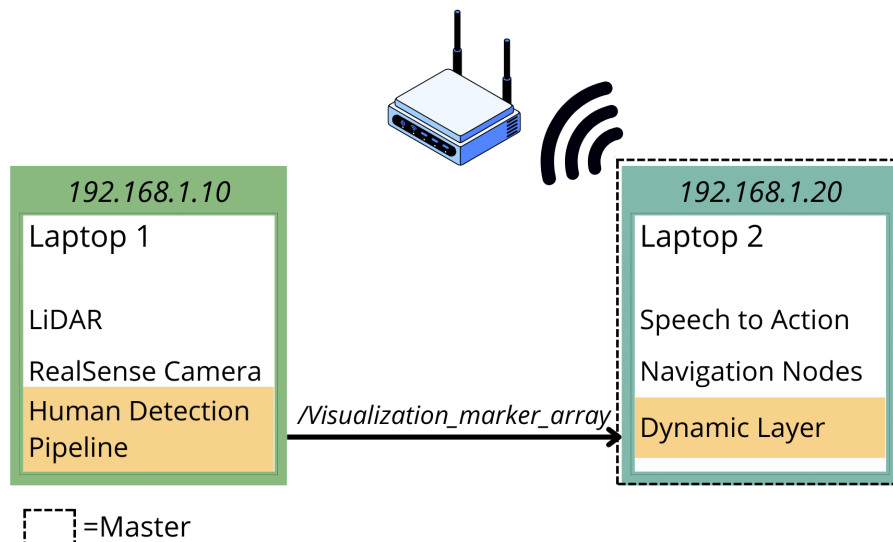 192.168.1.10
Laptop 1
LiDAR
RealSense Camera
Human Detection
Pipeline
/Visualization_marker_array
192.168.1.20
Laptop 2
Speech to Action
Navigation Nodes
Dynamic Layer
=Master